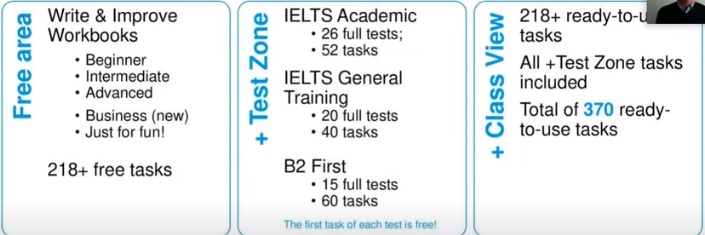 Free area
Write & Improve
Workbooks
• Beginner
• Intermediate
• Advanced
• Business (new)
• Just for fun!
218+ free tasks
+ Test Zone
IELTS Academic
• 26 full tests;
• 52 tasks
IELTS General
Training
• 20 full tests
• 40 tasks
B2 First
• 15 full tests
• 60 tasks
The first task of each test is free!
+ Class View
218+ ready-to-u
tasks
All +Test Zone tasks
included
Total of 370 ready-
to-use tasks